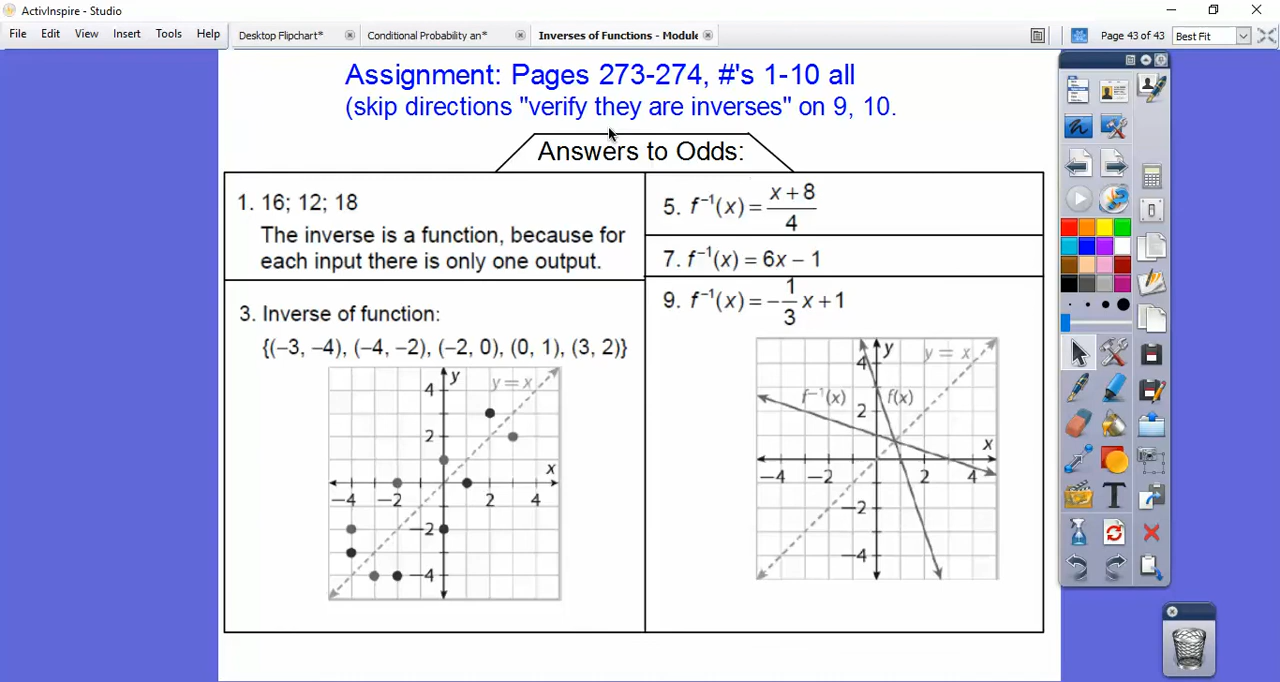 ActivInspire - Studio
File Edit View Insert Tools Help
Desktop Flipchart* Conditional Probability an* Inverses of Functions - Module
Page 43 of 43 Best Fit
Assignment: Pages 273-274, #'s 1-10 all
(skip directions "verify they are inverses" on 9, 10.
Answers to Odds:
1. 16; 12; 18
The inverse is a function, because for
each input there is only one output.
3. Inverse of function:
{(−3, −4), (−4, −2), (−2, 0), (0, 1), (3, 2)}
y
y = x
4
2
x
−4 −2 2 4
−2
−4
5. f⁻¹(x) = (x + 8)/4
7. f⁻¹(x) = 6x − 1
9. f⁻¹(x) = −1/3 x + 1
y
y = x
4
f⁻¹(x) f(x)
2
x
−4 −2 2 4
−2
−4